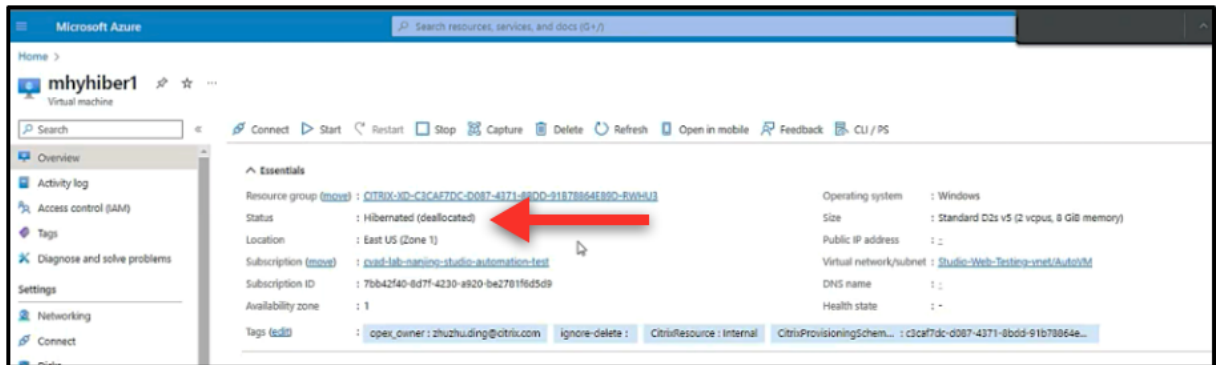 Microsoft Azure
Search resources, services, and docs (G+/)
Home >
mhyhiber1
Virtual machine
Search
Connect Start Restart Stop Capture Delete Refresh Open in mobile Feedback CLI / PS
Overview
Activity log
Access control (IAM)
Tags
Diagnose and solve problems
Settings
Networking
Connect
Disks
Essentials
Resource group (move) : CITRIX-XD-C3CAF7DC-D087-4371-8BDD-91B78864E89D-RWHU3
Status : Hibernated (deallocated)
Location : East US (Zone 1)
Subscription (move) : cvad-lab-nanjing-studio-automation-test
Subscription ID : 7bb42f40-8d7f-4230-a920-be2781f6d5d9
Availability zone : 1
Operating system : Windows
Size : Standard D2s v5 (2 vcpus, 8 GiB memory)
Public IP address : -
Virtual network/subnet : Studio-Web-Testing-vnet/AutoVM
DNS name : -
Health state : -
Tags (edit) : opex_owner : zhuzhu.ding@citrix.com ignore-delete : CitrixResource : Internal CitrixProvisioningSchem... : c3caf7dc-d087-4371-8bdd-91b78864e...